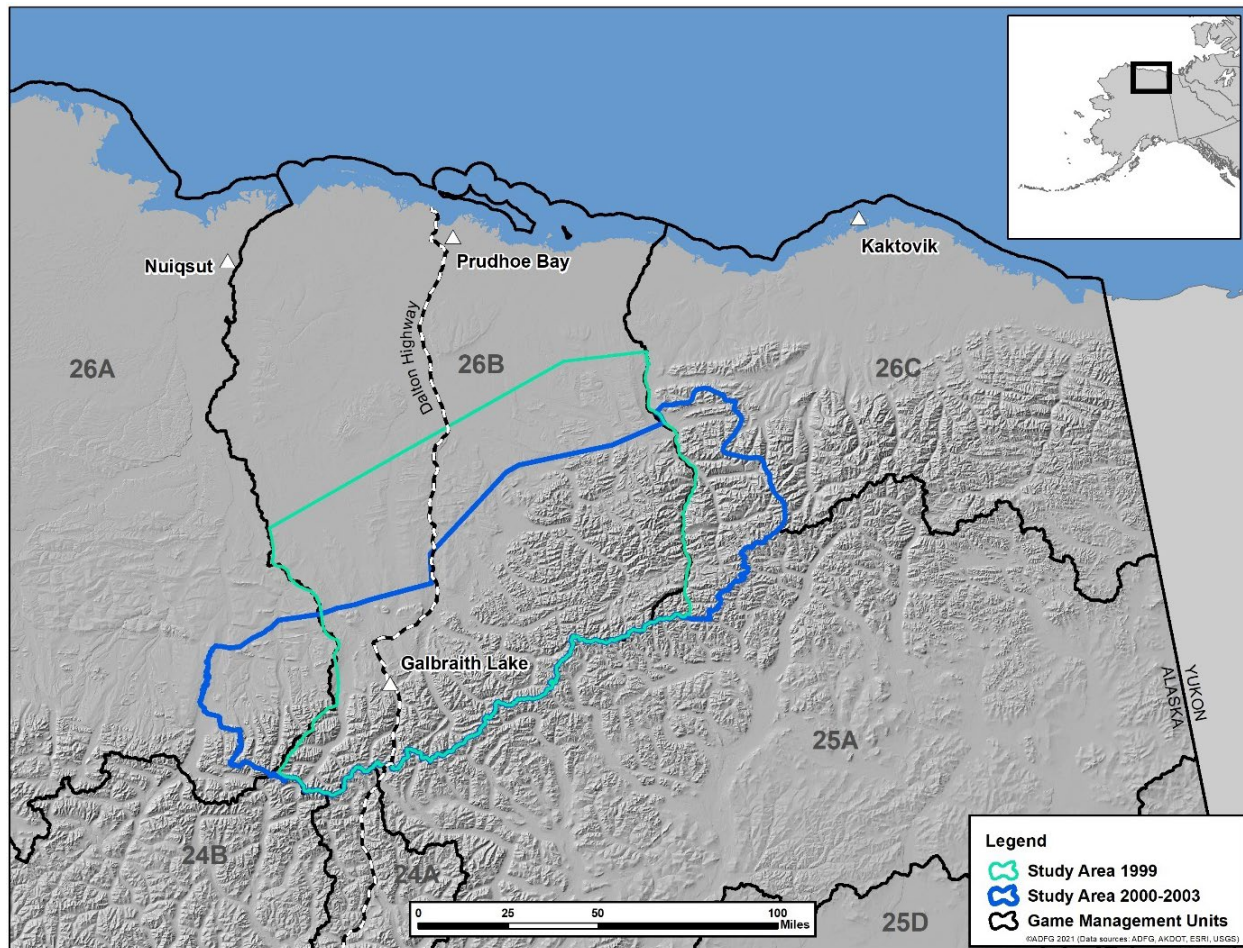 Nuiqsut
Prudhoe Bay
Kaktovik
26A
Dalton Highway
26B
26C
Galbraith Lake
25A
YUKON
ALASKA
24B
24A
25D
0 25 50 100
Miles
Legend
Study Area 1999
Study Area 2000-2003
Game Management Units
©ADFG 2021 (Data sources: ADFG, AKDOT, ESRI, USGS)